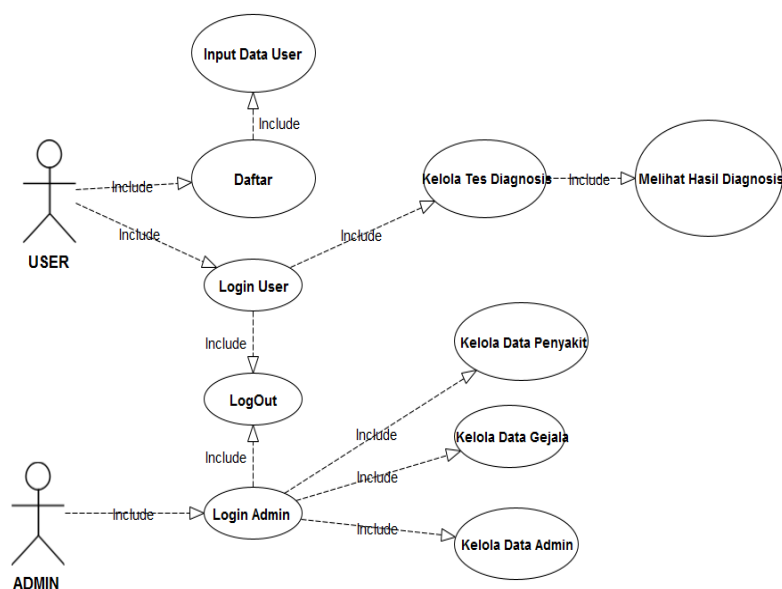 Input Data User
Include
Daftar
Include
USER
Include
Login User
Include
Kelola Tes Diagnosis
Include
Melihat Hasil Diagnosis
Include
LogOut
Include
ADMIN
Include
Login Admin
Include
Kelola Data Penyakit
Include
Kelola Data Gejala
Include
Kelola Data Admin